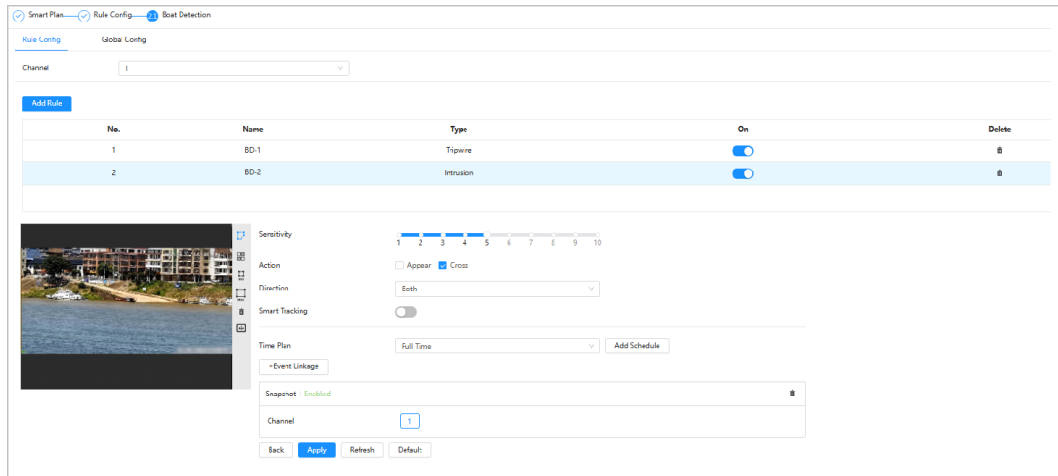 Smart Plan Rule Config 2.1 Boat Detection
Rule Config Global Config
Channel 1
Add Rule
No. Name Type On Delete
1 BD-1 Tripwire
2 BD-2 Intrusion
Sensitivity
1 2 3 4 5 6 7 8 9 10
Action Appear Cross
Direction Both
Smart Tracking
Time Plan Full Time Add Schedule
+Event Linkage
Snapshot Enabled
Channel 1
Back Apply Refresh Default